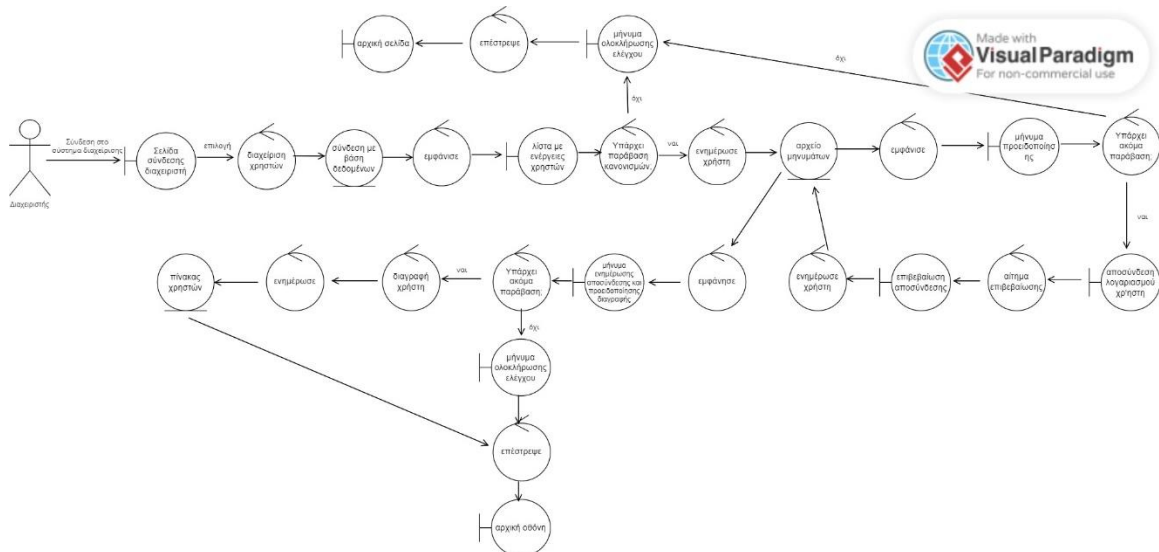 αρχική σελίδα
επέστρεψε
μήνυμα
ολοκλήρωσης
ελέγχου
Made with
Visual Paradigm
For non-commercial use
όχι
όχι
Σύνδεση στο
σύστημα διαχείρισης
Διαχειριστής
Σελίδα
σύνδεσης
διαχειριστή
επιλογή
διαχείριση
χρηστών
σύνδεση με
βάση
δεδομένων
εμφάνισε
λίστα με
ενέργειες
χρηστών
Υπάρχει
παράβαση
κανονισμών;
ναι
ενημέρωσε
χρήστη
αρχείο
μηνυμάτων
εμφάνισε
μήνυμα
προειδοποίησ
ης
Υπάρχει
ακόμα
παράβαση;
ναι
πίνακας
χρηστών
ενημέρωσε
διαγραφή
χρήστη
ναι
Υπάρχει
ακόμα
παράβαση;
μήνυμα
ενημέρωσης
αποσύνδεσης και
προειδοποίησης
διαγραφής
εμφάνησε
ενημέρωσε
χρήστη
επιβεβαίωση
αποσύνδεσης
αίτημα
επιβεβαίωσης
αποσύνδεση
λογαριασμού
χρ'ηστη
όχι
μήνυμα
ολοκλήρωσης
ελέγχου
επέστρεψε
αρχική οθόνη